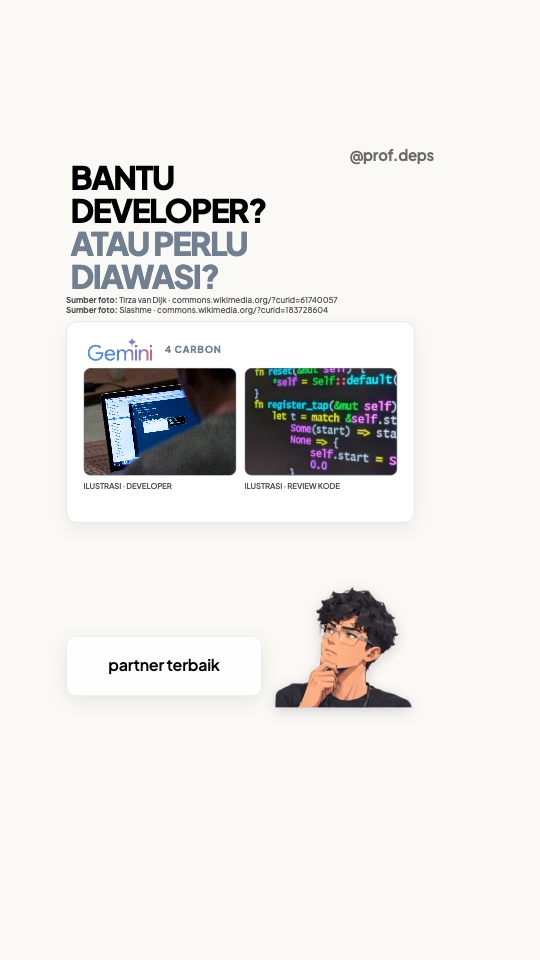 @prof.deps
BANTU
DEVELOPER?
ATAU PERLU
DIAWASI?
Sumber foto: Tirza van Dijk · commons.wikimedia.org/?curid=61740057
Sumber foto: Slashme · commons.wikimedia.org/?curid=183728604
Gemini 4 CARBON
fn reset(&mut self) {
*self = Self::default(
}
fn register_tap(&mut self)
let t = match &self.st
Some(start) => sta
None => {
self.start = S
0.0
}
ILUSTRASI · DEVELOPER
ILUSTRASI · REVIEW KODE
partner terbaik